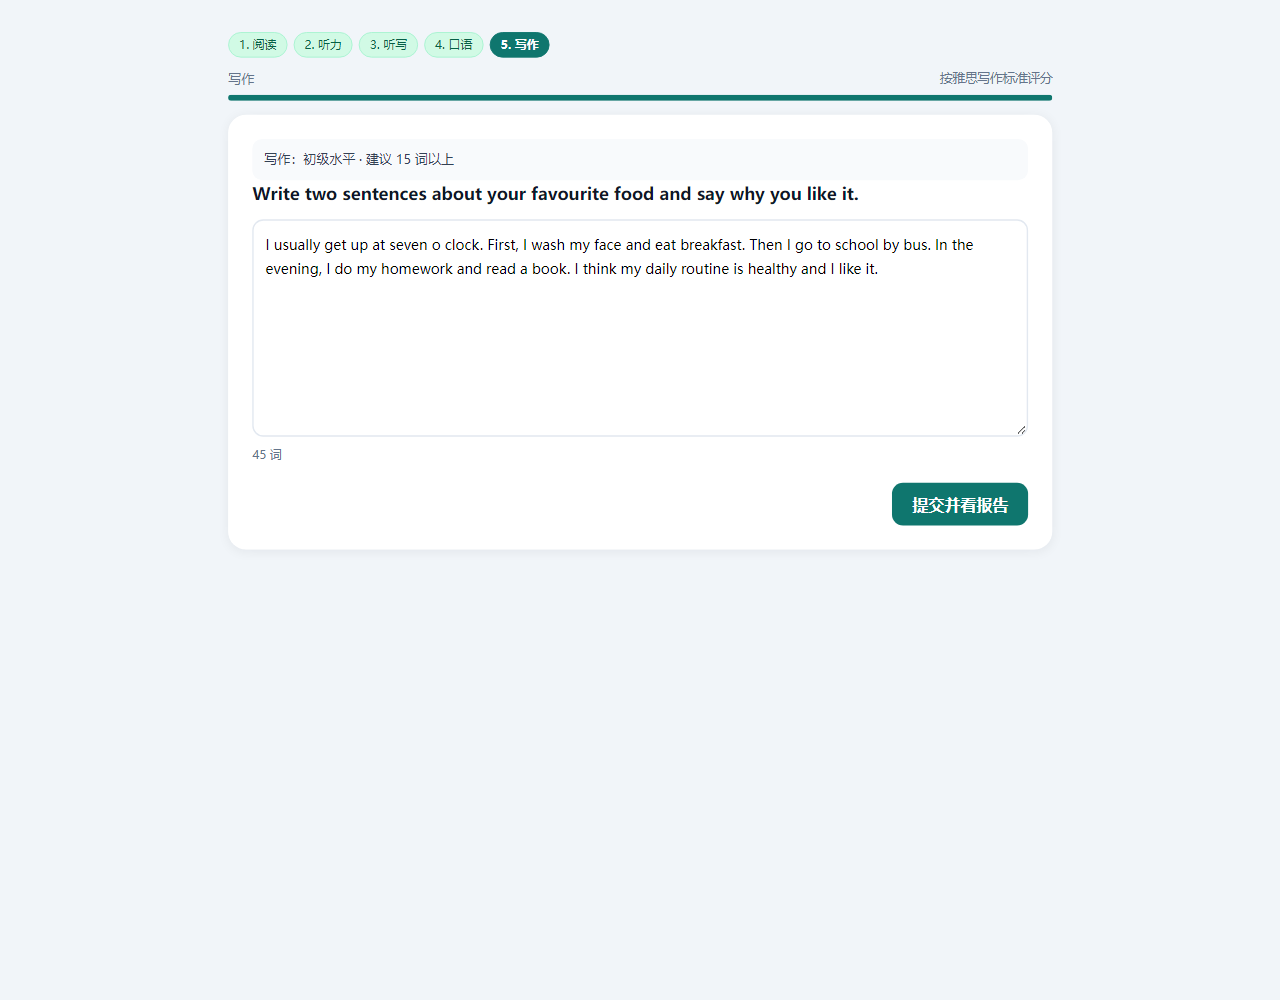 1. 阅读
2. 听力
3. 听写
4. 口语
5. 写作
写作
按雅思写作标准评分
写作：初级水平 · 建议 15 词以上
Write two sentences about your favourite food and say why you like it.
I usually get up at seven o clock. First, I wash my face and eat breakfast. Then I go to school by bus. In the
evening, I do my homework and read a book. I think my daily routine is healthy and I like it.
45 词
提交并看报告